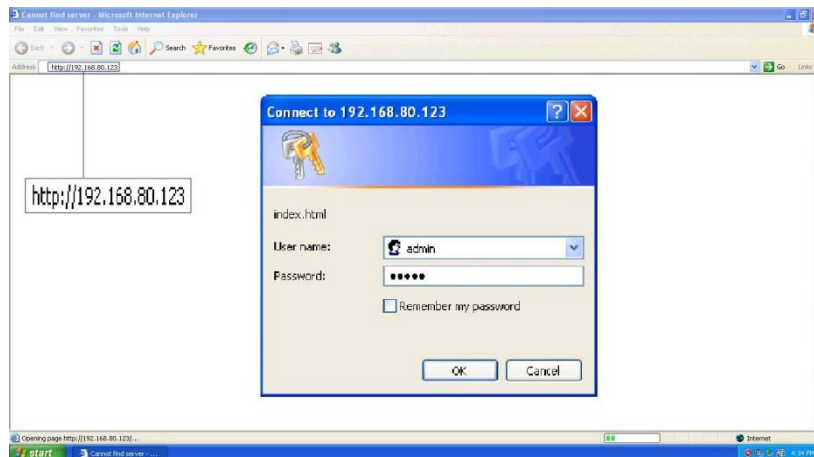 Cannot find server - Microsoft Internet Explorer
File Edit View Favorites Tools Help
Back Search Favorites
Address http://192.168.80.123 Go Links
Connect to 192.168.80.123
http://192.168.80.123
index.html
User name: admin
Password: •••••
Remember my password
OK Cancel
Opening page http://192.168.80.123/... Internet
start Cannot find server - ... 4:34 PM